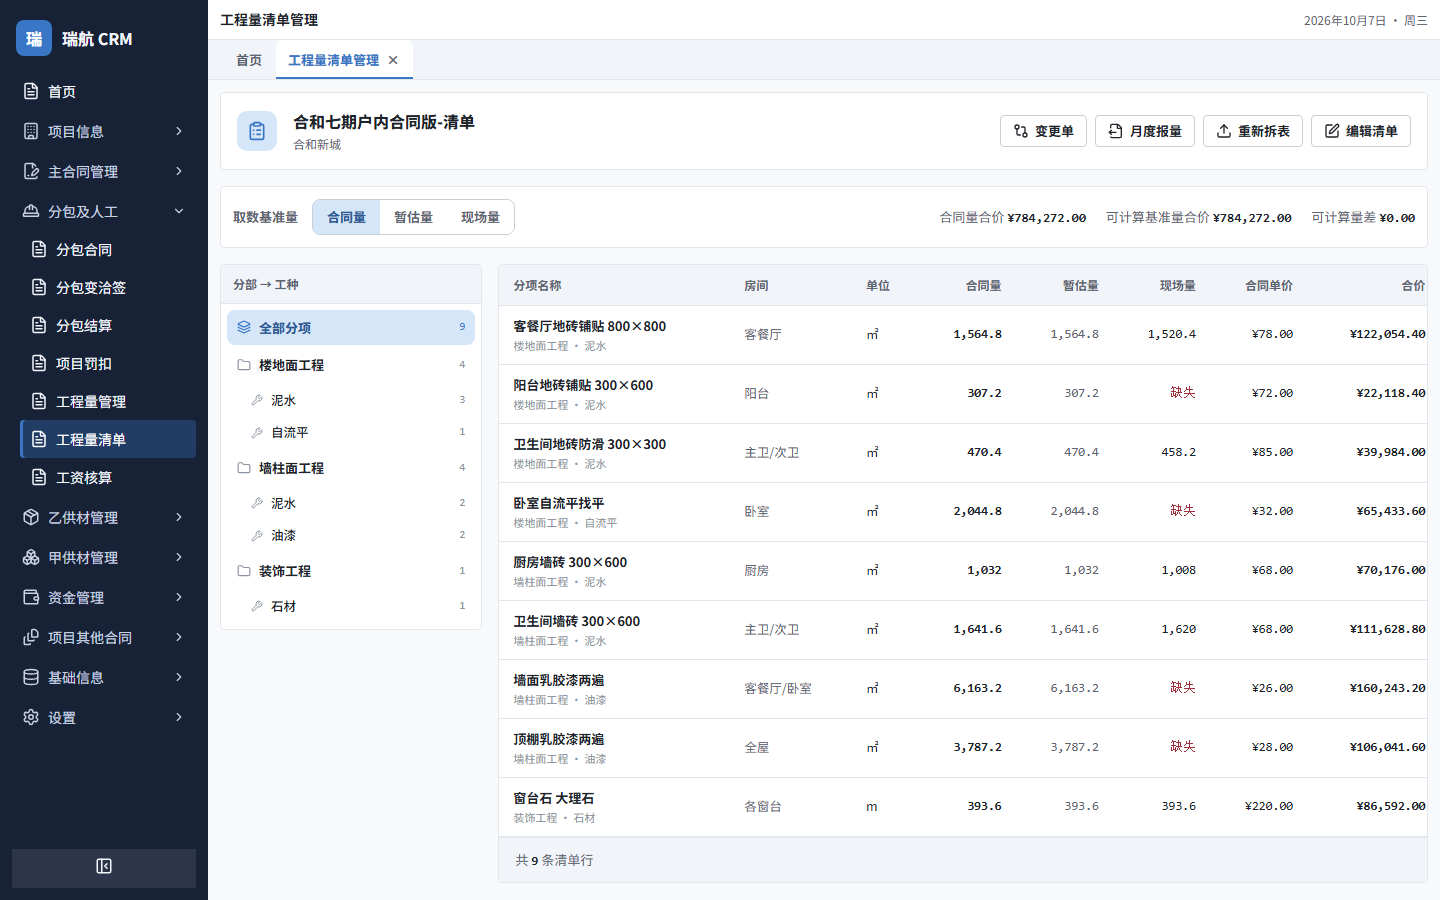 瑞 瑞航 CRM
首页
项目信息
主合同管理
分包及人工
分包合同
分包变洽签
分包结算
项目罚扣
工程量管理
工程量清单
工资核算
乙供材管理
甲供材管理
资金管理
项目其他合同
基础信息
设置
工程量清单管理 2026年10月7日 • 周三
首页 工程量清单管理 ✕
合和七期户内合同版-清单
合和新城
变更单 月度报量 重新拆表 编辑清单
取数基准量 合同量 暂估量 现场量 合同量合价 ¥784,272.00 可计算基准量合价 ¥784,272.00 可计算量差 ¥0.00
分部 → 工种
全部分项 9
楼地面工程 4
泥水 3
自流平 1
墙柱面工程 4
泥水 2
油漆 2
装饰工程 1
石材 1
分项名称 房间 单位 合同量 暂估量 现场量 合同单价 合价
客餐厅地砖铺贴 800×800 客餐厅 ㎡ 1,564.8 1,564.8 1,520.4 ¥78.00 ¥122,054.40
楼地面工程 • 泥水
阳台地砖铺贴 300×600 阳台 ㎡ 307.2 307.2 缺失 ¥72.00 ¥22,118.40
楼地面工程 • 泥水
卫生间地砖防滑 300×300 主卫/次卫 ㎡ 470.4 470.4 458.2 ¥85.00 ¥39,984.00
楼地面工程 • 泥水
卧室自流平找平 卧室 ㎡ 2,044.8 2,044.8 缺失 ¥32.00 ¥65,433.60
楼地面工程 • 自流平
厨房墙砖 300×600 厨房 ㎡ 1,032 1,032 1,008 ¥68.00 ¥70,176.00
墙柱面工程 • 泥水
卫生间墙砖 300×600 主卫/次卫 ㎡ 1,641.6 1,641.6 1,620 ¥68.00 ¥111,628.80
墙柱面工程 • 泥水
墙面乳胶漆两遍 客餐厅/卧室 ㎡ 6,163.2 6,163.2 缺失 ¥26.00 ¥160,243.20
墙柱面工程 • 油漆
顶棚乳胶漆两遍 全屋 ㎡ 3,787.2 3,787.2 缺失 ¥28.00 ¥106,041.60
墙柱面工程 • 油漆
窗台石 大理石 各窗台 m 393.6 393.6 393.6 ¥220.00 ¥86,592.00
装饰工程 • 石材
共 9 条清单行